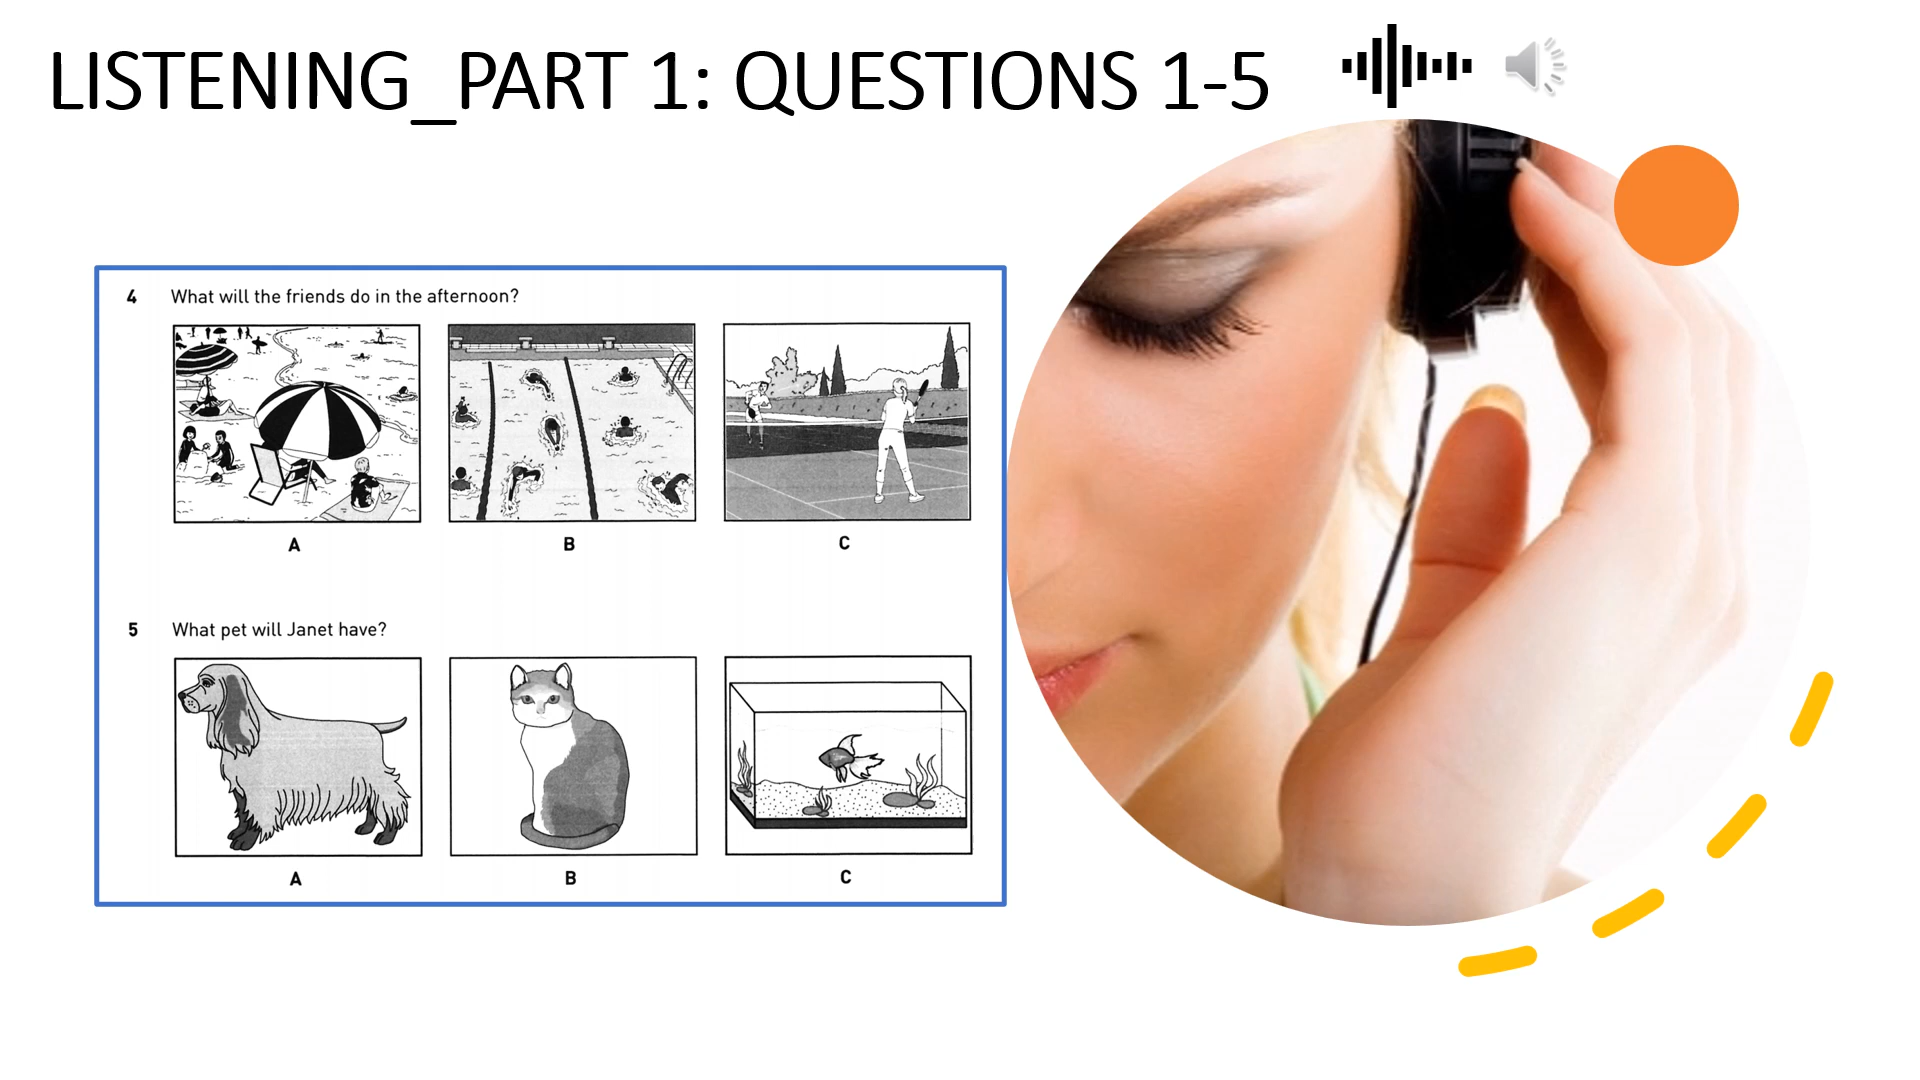 LISTENING_PART 1: QUESTIONS 1-5
4 What will the friends do in the afternoon?
A B C
5 What pet will Janet have?
A B C